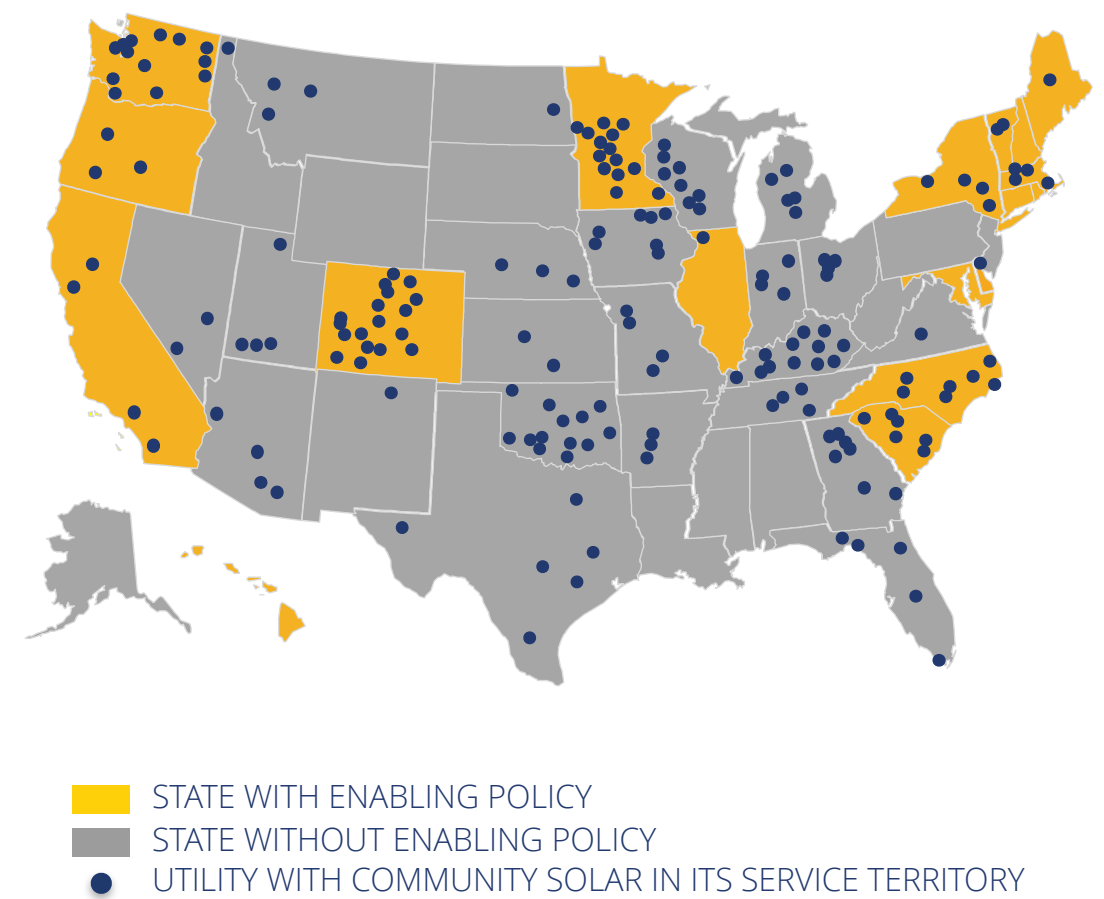 STATE WITH ENABLING POLICY
STATE WITHOUT ENABLING POLICY
UTILITY WITH COMMUNITY SOLAR IN ITS SERVICE TERRITORY